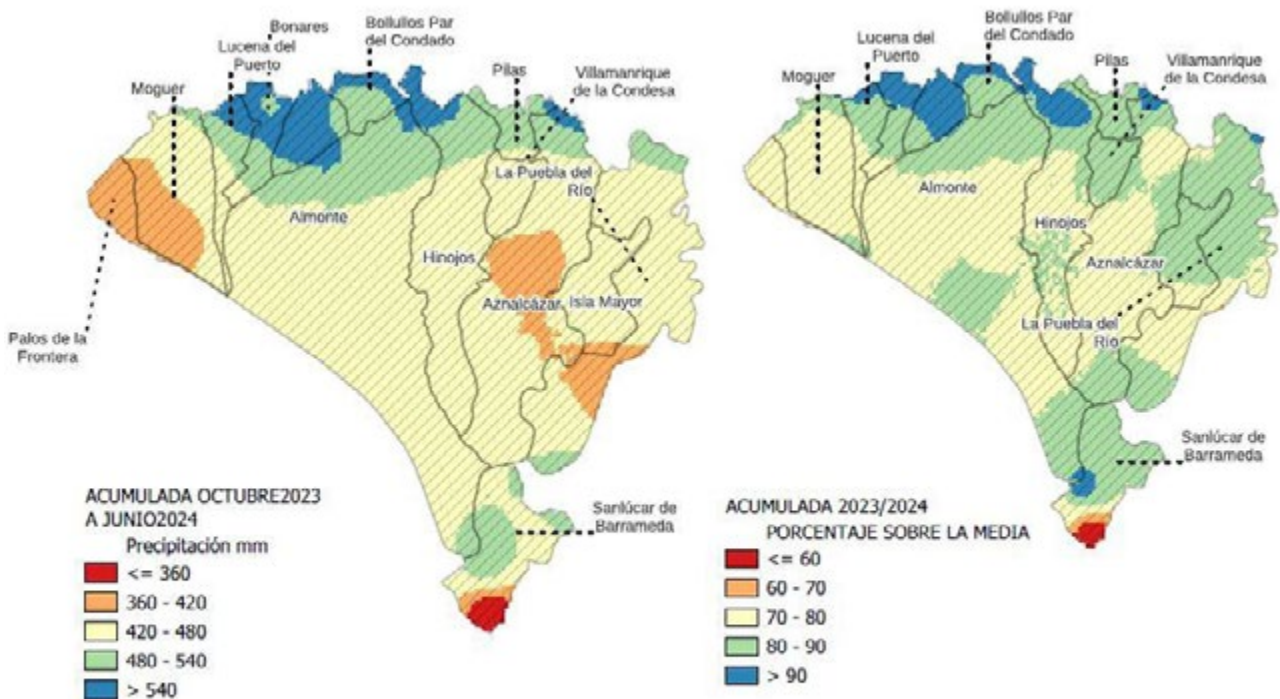 Bonares
Lucena del
Puerto
Bollullos Par
del Condado
Moguer
Pilas
Villamanrique
de la Condesa
La Puebla del
Río
Almonte
Hinojos
Aznalcázar
Isla Mayor
Palos de la
Frontera
Sanlúcar de
Barrameda
ACUMULADA OCTUBRE2023
A JUNIO2024
Precipitación mm
<= 360
360 - 420
420 - 480
480 - 540
> 540
Bollullos Par
del Condado
Lucena del
Puerto
Moguer
Pilas
Villamanrique
de la Condesa
Almonte
Hinojos
Aznalcázar
La Puebla del
Río
Sanlúcar de
Barrameda
ACUMULADA 2023/2024
PORCENTAJE SOBRE LA MEDIA
<= 60
60 - 70
70 - 80
80 - 90
> 90